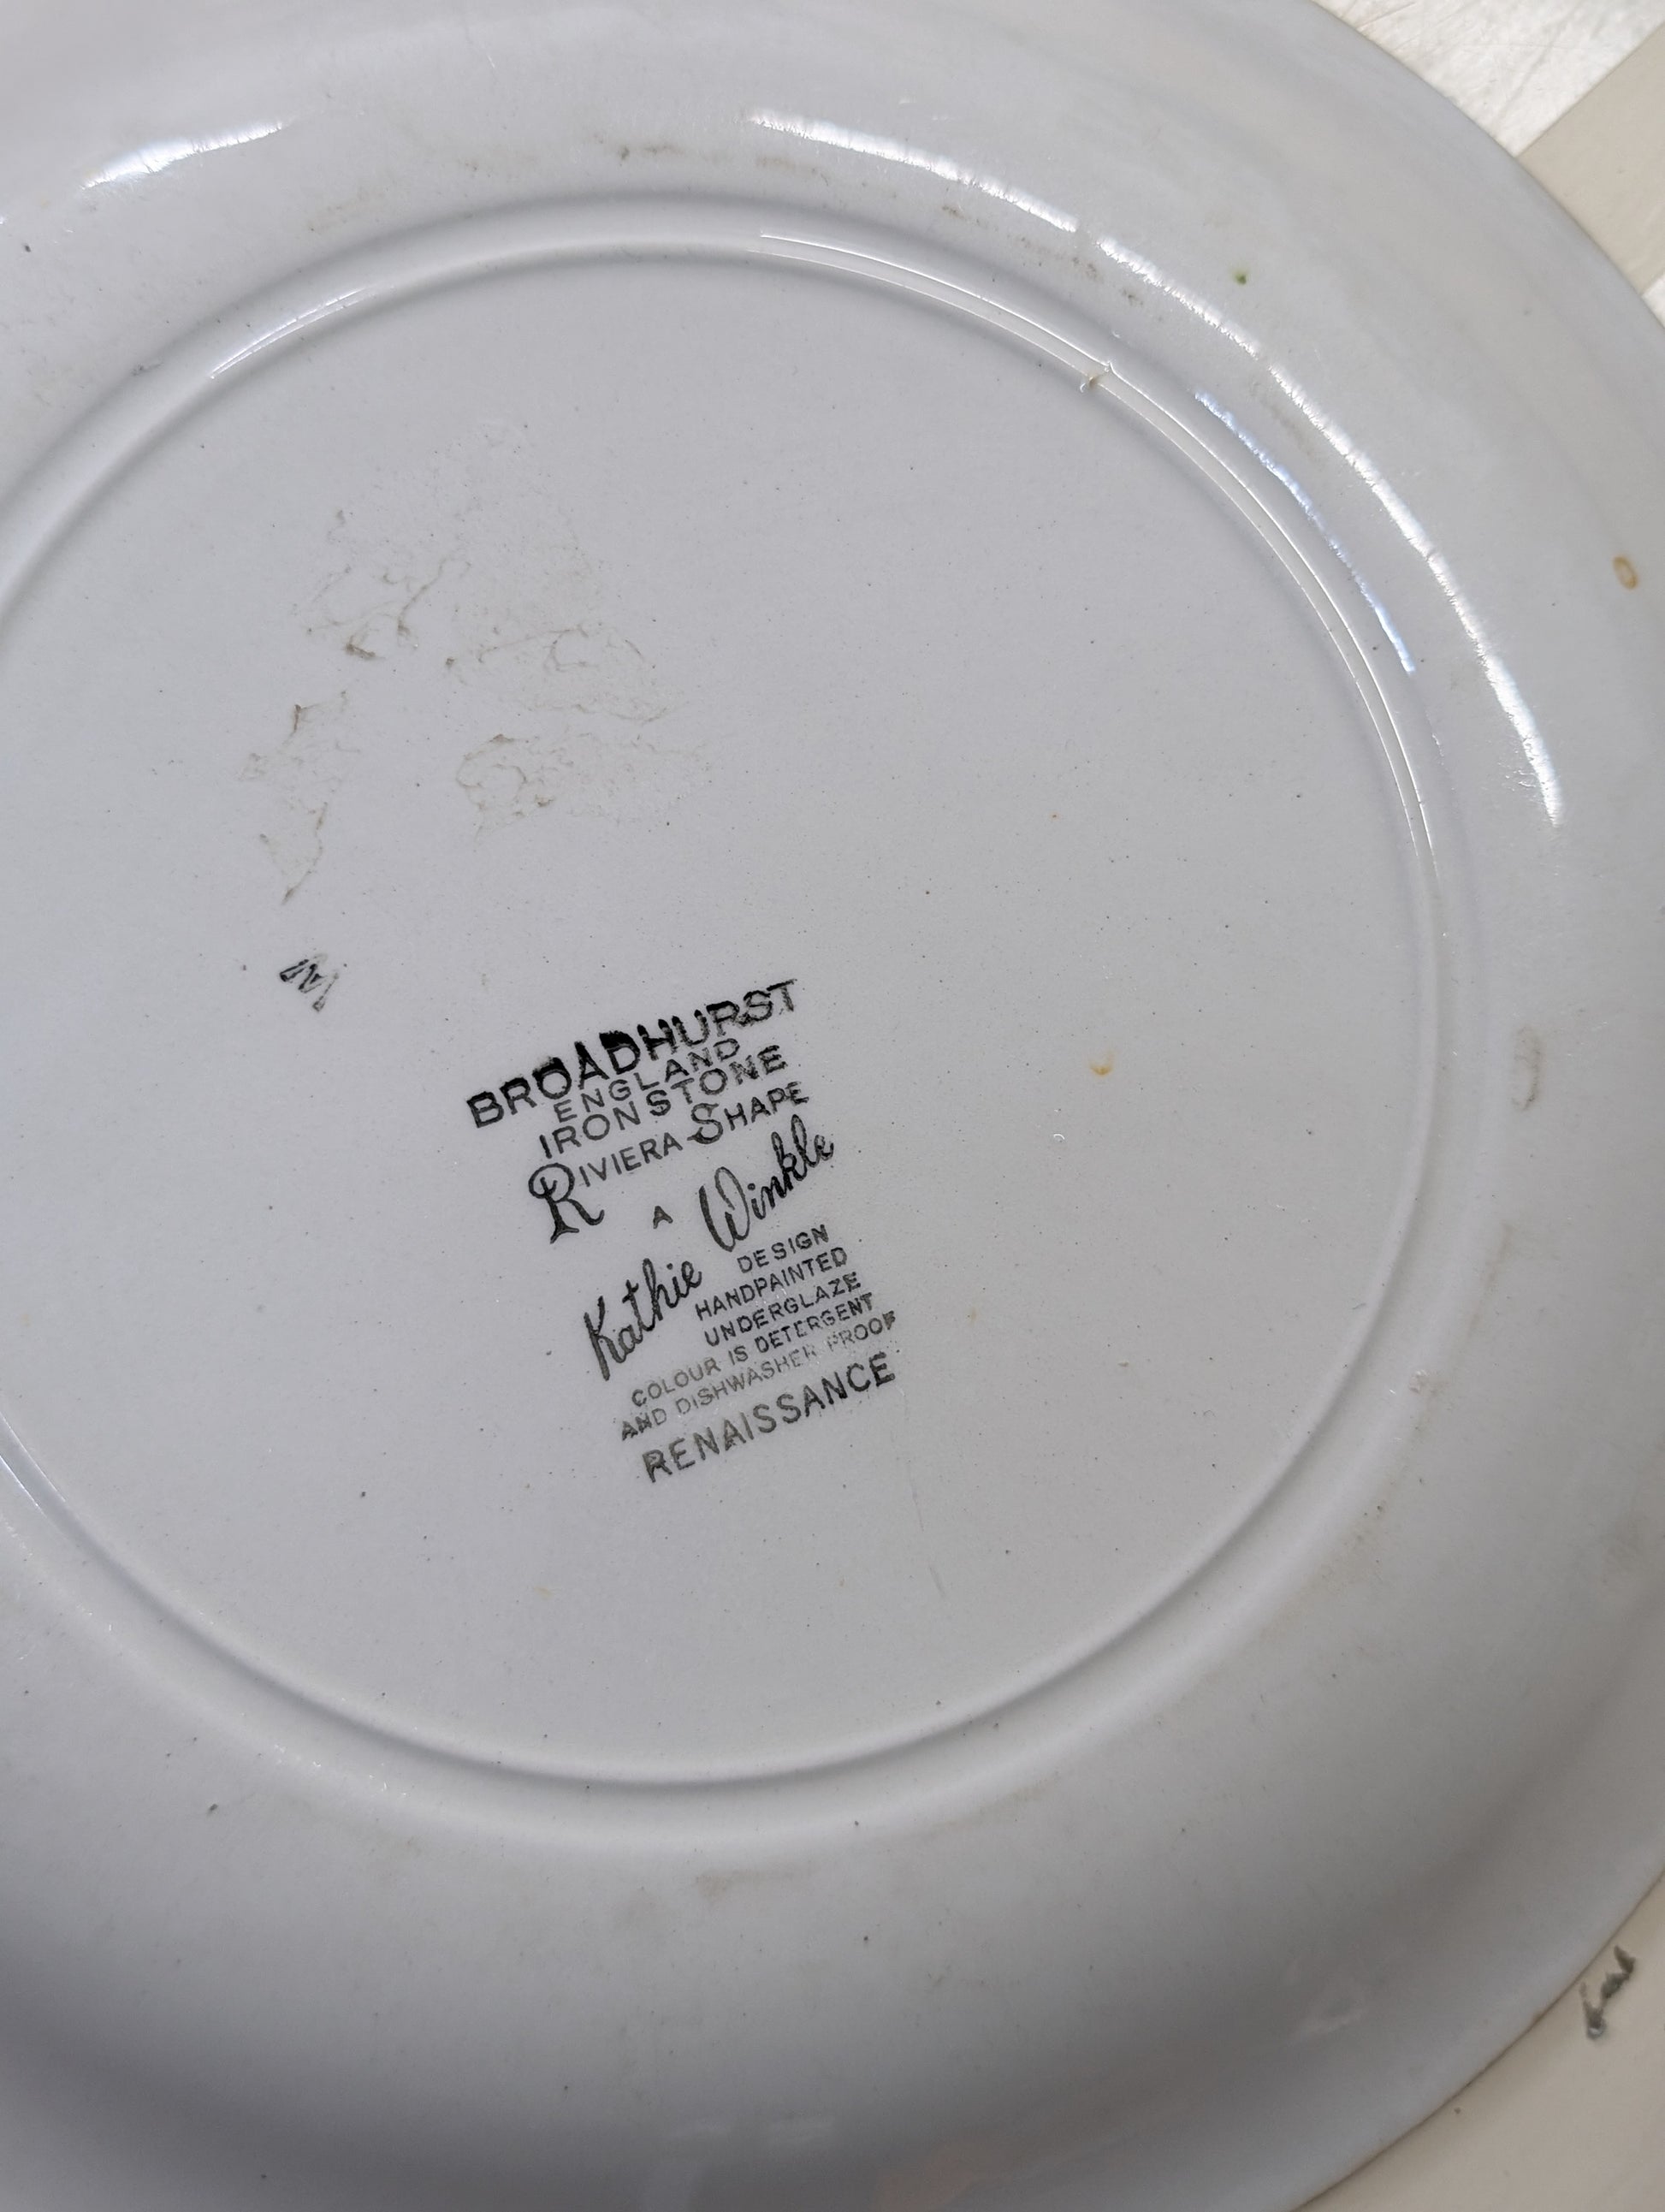 M
BROADHURST
ENGLAND
IRONSTONE
RIVIERA SHAPE
A
Kathie Winkle
DESIGN
HANDPAINTED
UNDERGLAZE
COLOUR IS DETERGENT
AND DISHWASHER PROOF
RENAISSANCE